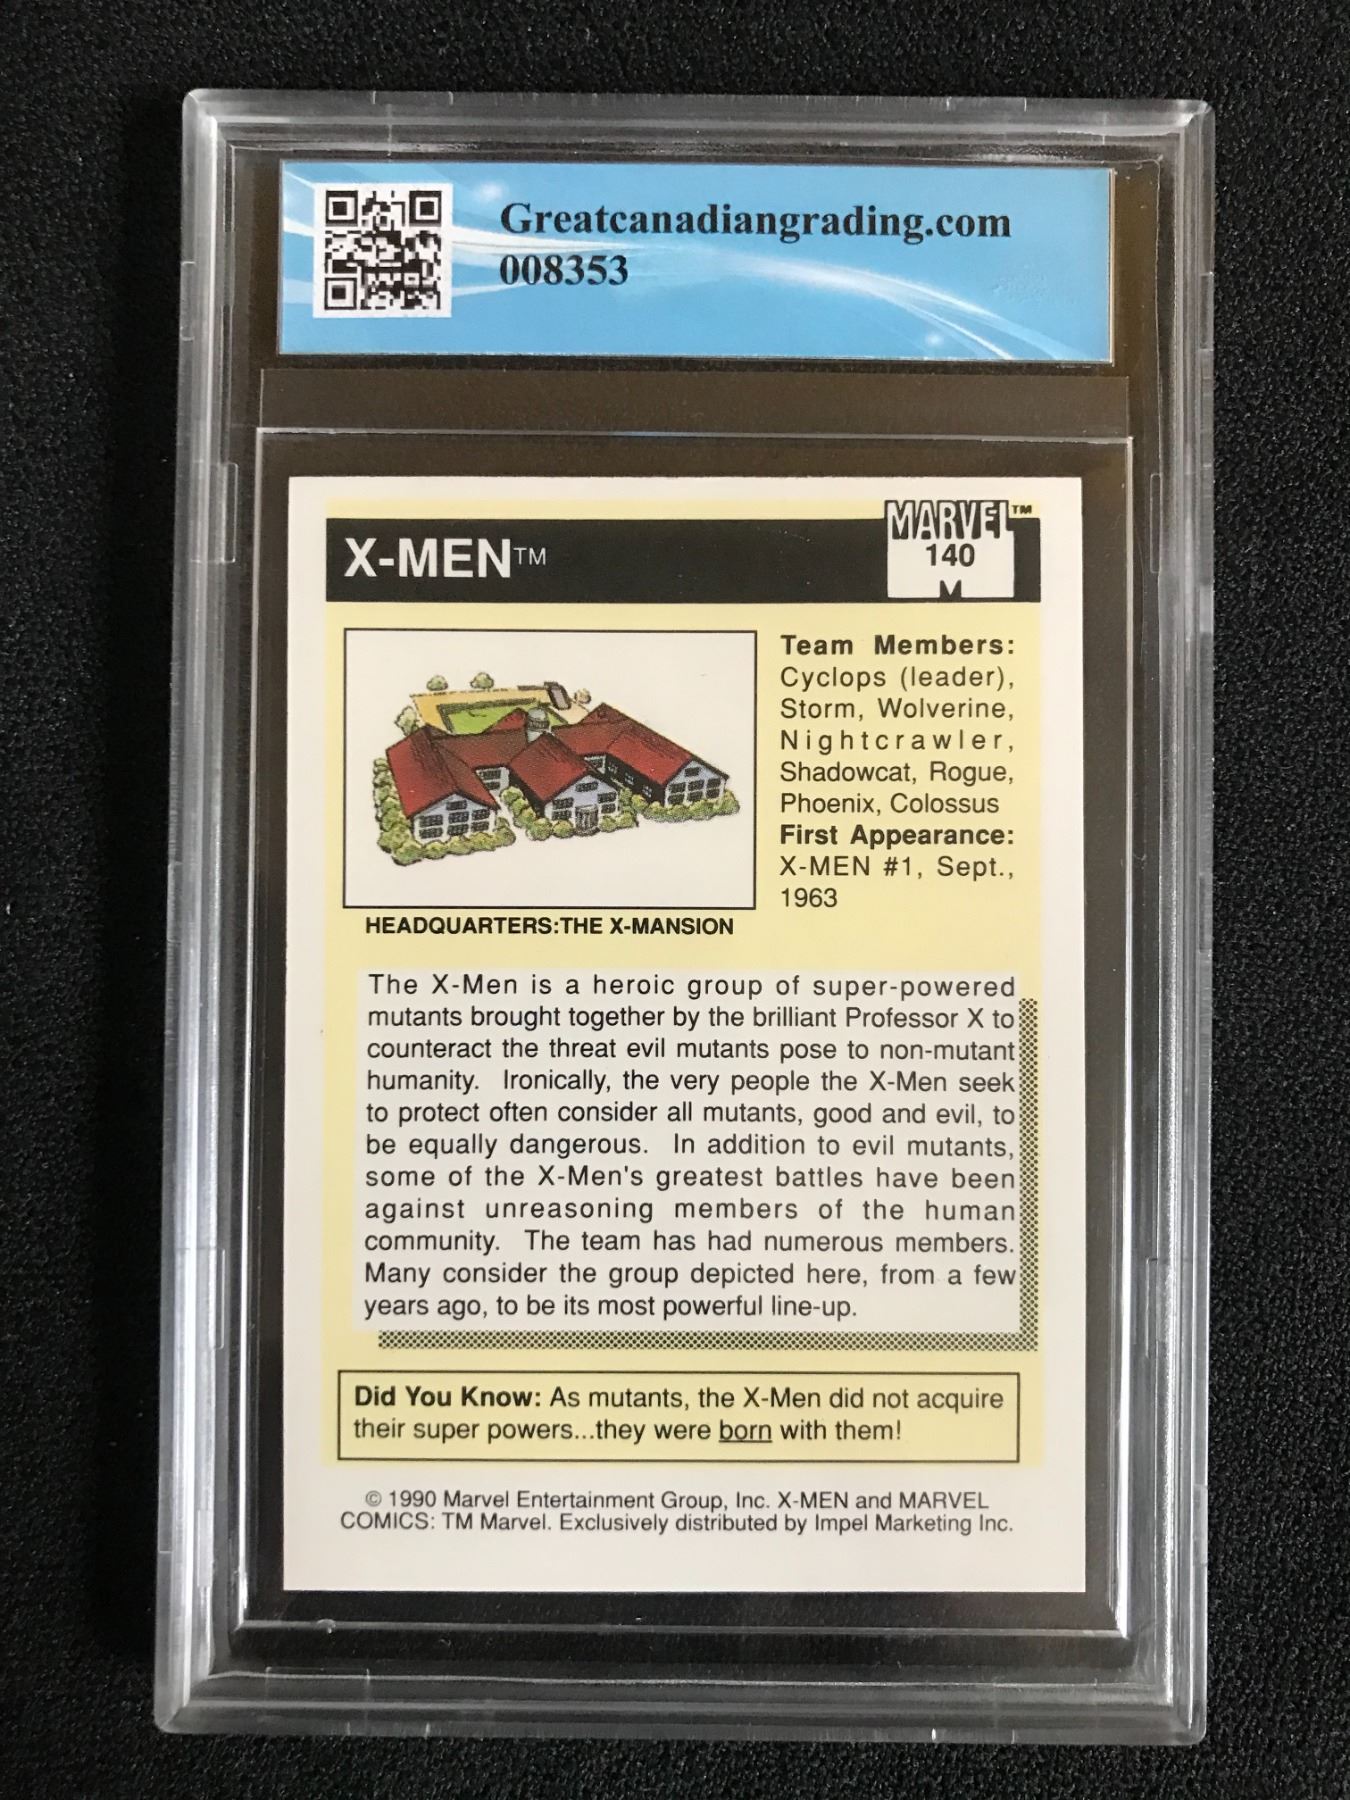 Greatcanadiangrading.com
008353
X-MEN™
MARVEL™
140
M
Team Members:
Cyclops (leader),
Storm, Wolverine,
Nightcrawler,
Shadowcat, Rogue,
Phoenix, Colossus
First Appearance:
X-MEN #1, Sept.,
1963
HEADQUARTERS:THE X-MANSION
The X-Men is a heroic group of super-powered
mutants brought together by the brilliant Professor X to
counteract the threat evil mutants pose to non-mutant
humanity. Ironically, the very people the X-Men seek
to protect often consider all mutants, good and evil, to
be equally dangerous. In addition to evil mutants,
some of the X-Men's greatest battles have been
against unreasoning members of the human
community. The team has had numerous members.
Many consider the group depicted here, from a few
years ago, to be its most powerful line-up.
Did You Know: As mutants, the X-Men did not acquire
their super powers...they were born with them!
© 1990 Marvel Entertainment Group, Inc. X-MEN and MARVEL
COMICS: TM Marvel. Exclusively distributed by Impel Marketing Inc.